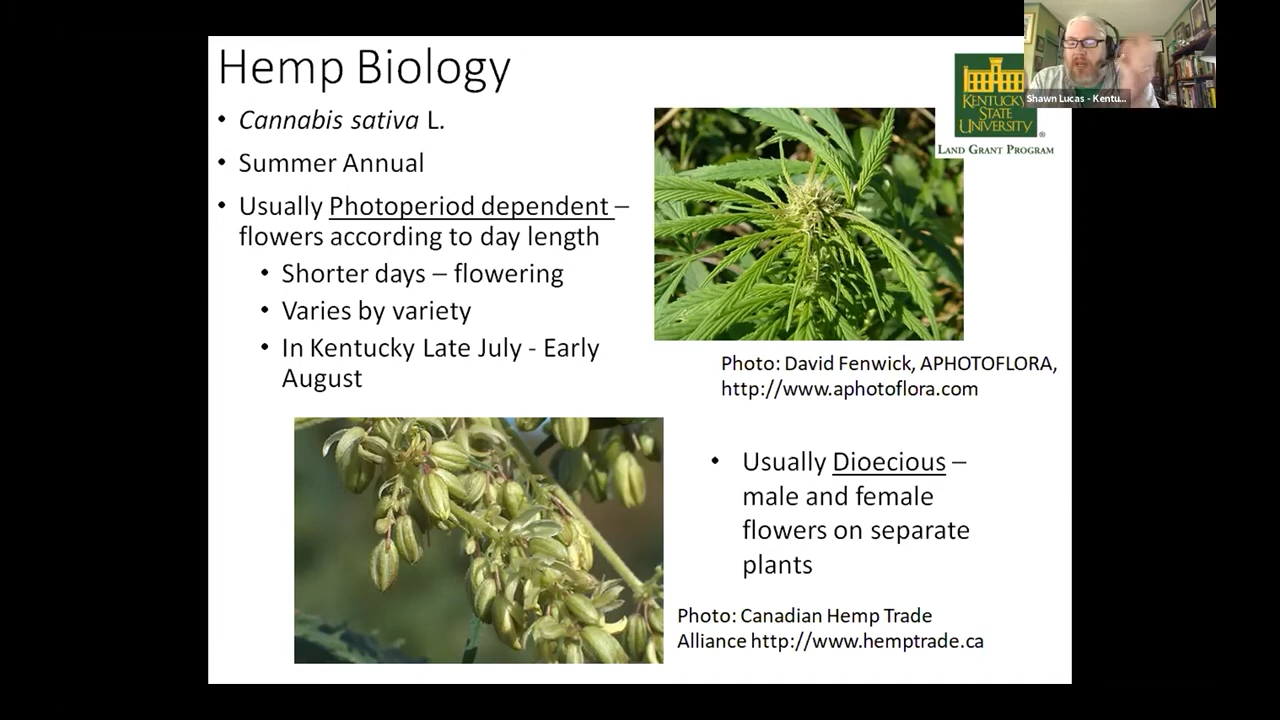 Hemp Biology
• Cannabis sativa L.
• Summer Annual
• Usually Photoperiod dependent –
flowers according to day length
• Shorter days – flowering
• Varies by variety
• In Kentucky Late July - Early
August
KENTUCKY
STATE
UNIVERSITY
®
LAND GRANT PROGRAM
Shawn Lucas - Kentu...
Photo: David Fenwick, APHOTOFLORA,
http://www.aphotoflora.com
• Usually Dioecious –
male and female
flowers on separate
plants
Photo: Canadian Hemp Trade
Alliance http://www.hemptrade.ca